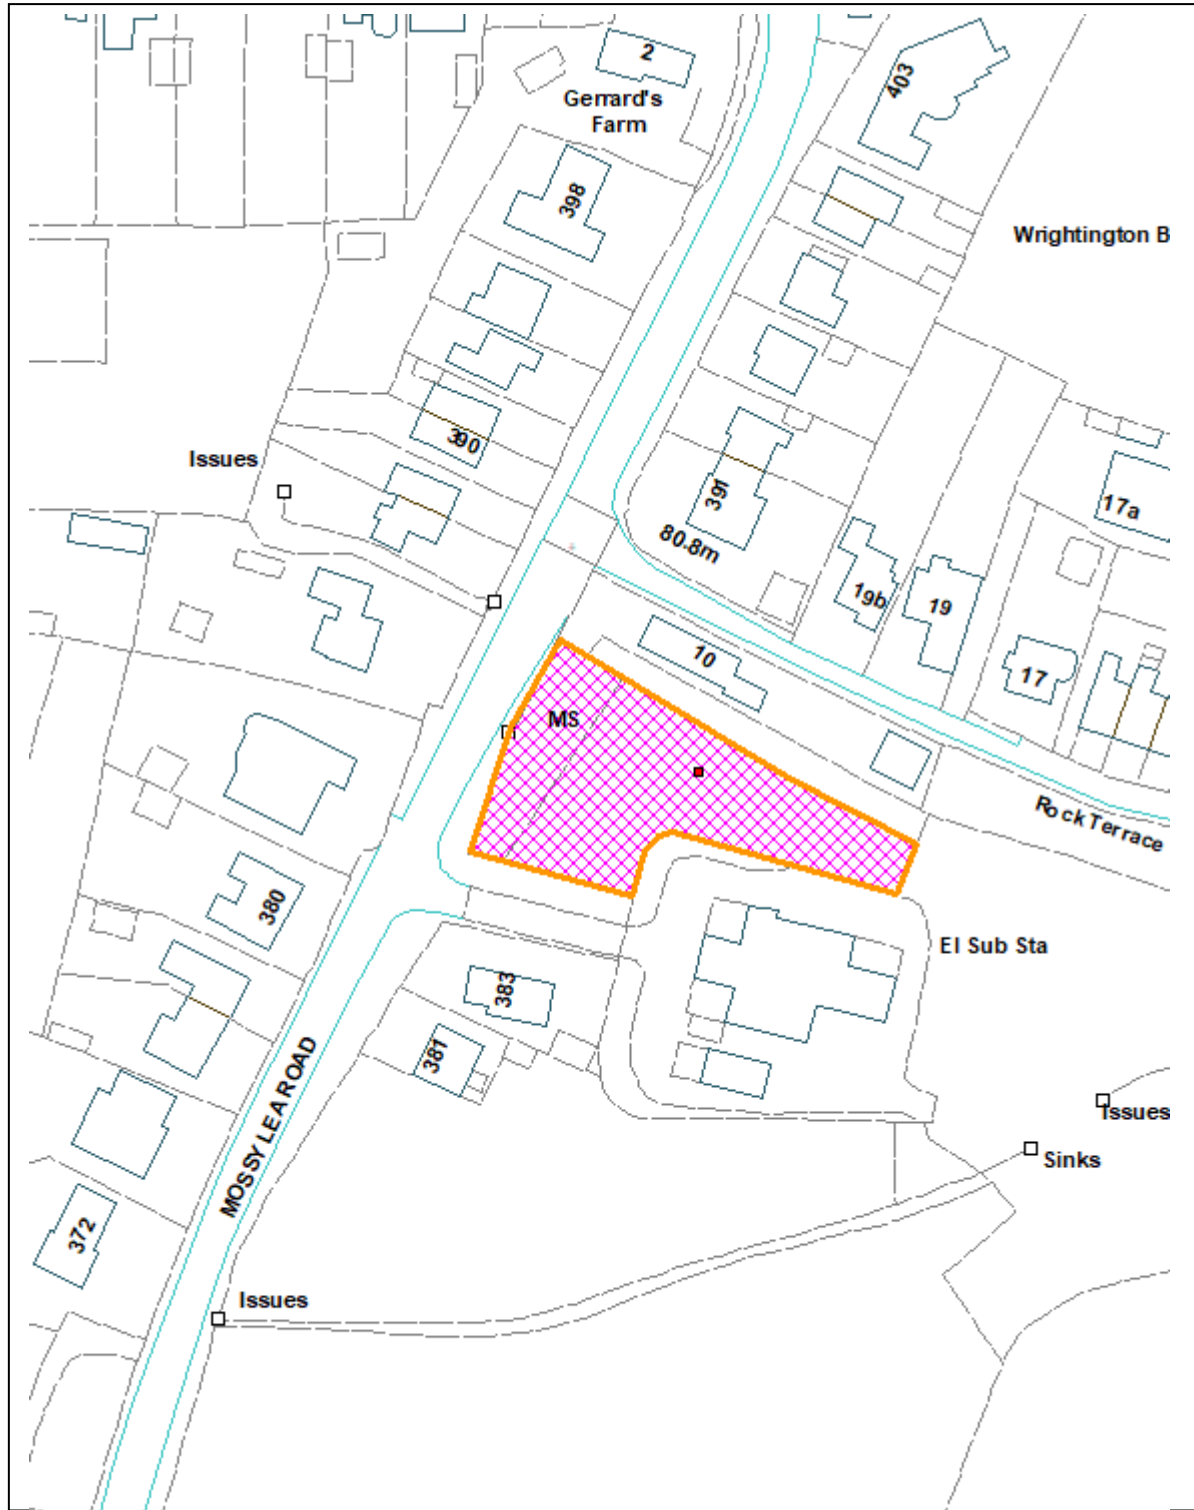 2
Gerrard's
Farm
403
398
Wrightington B
390
Issues
391
17a
80.8m
19b
19
10
17
MS
Rock Terrace
380
El Sub Sta
383
381
MOSSY LEA ROAD
Issues
Sinks
372
Issues